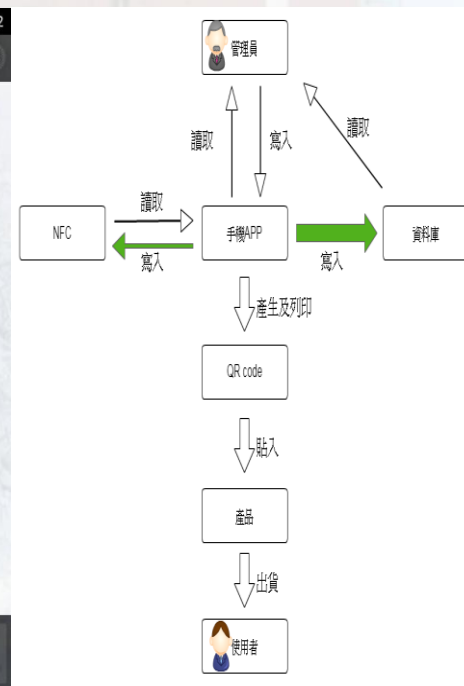 2
管理員
讀取
寫入
讀取
讀取
NFC
手機APP
資料庫
寫入
寫入
產生及列印
QR code
貼入
產品
出貨
使用者